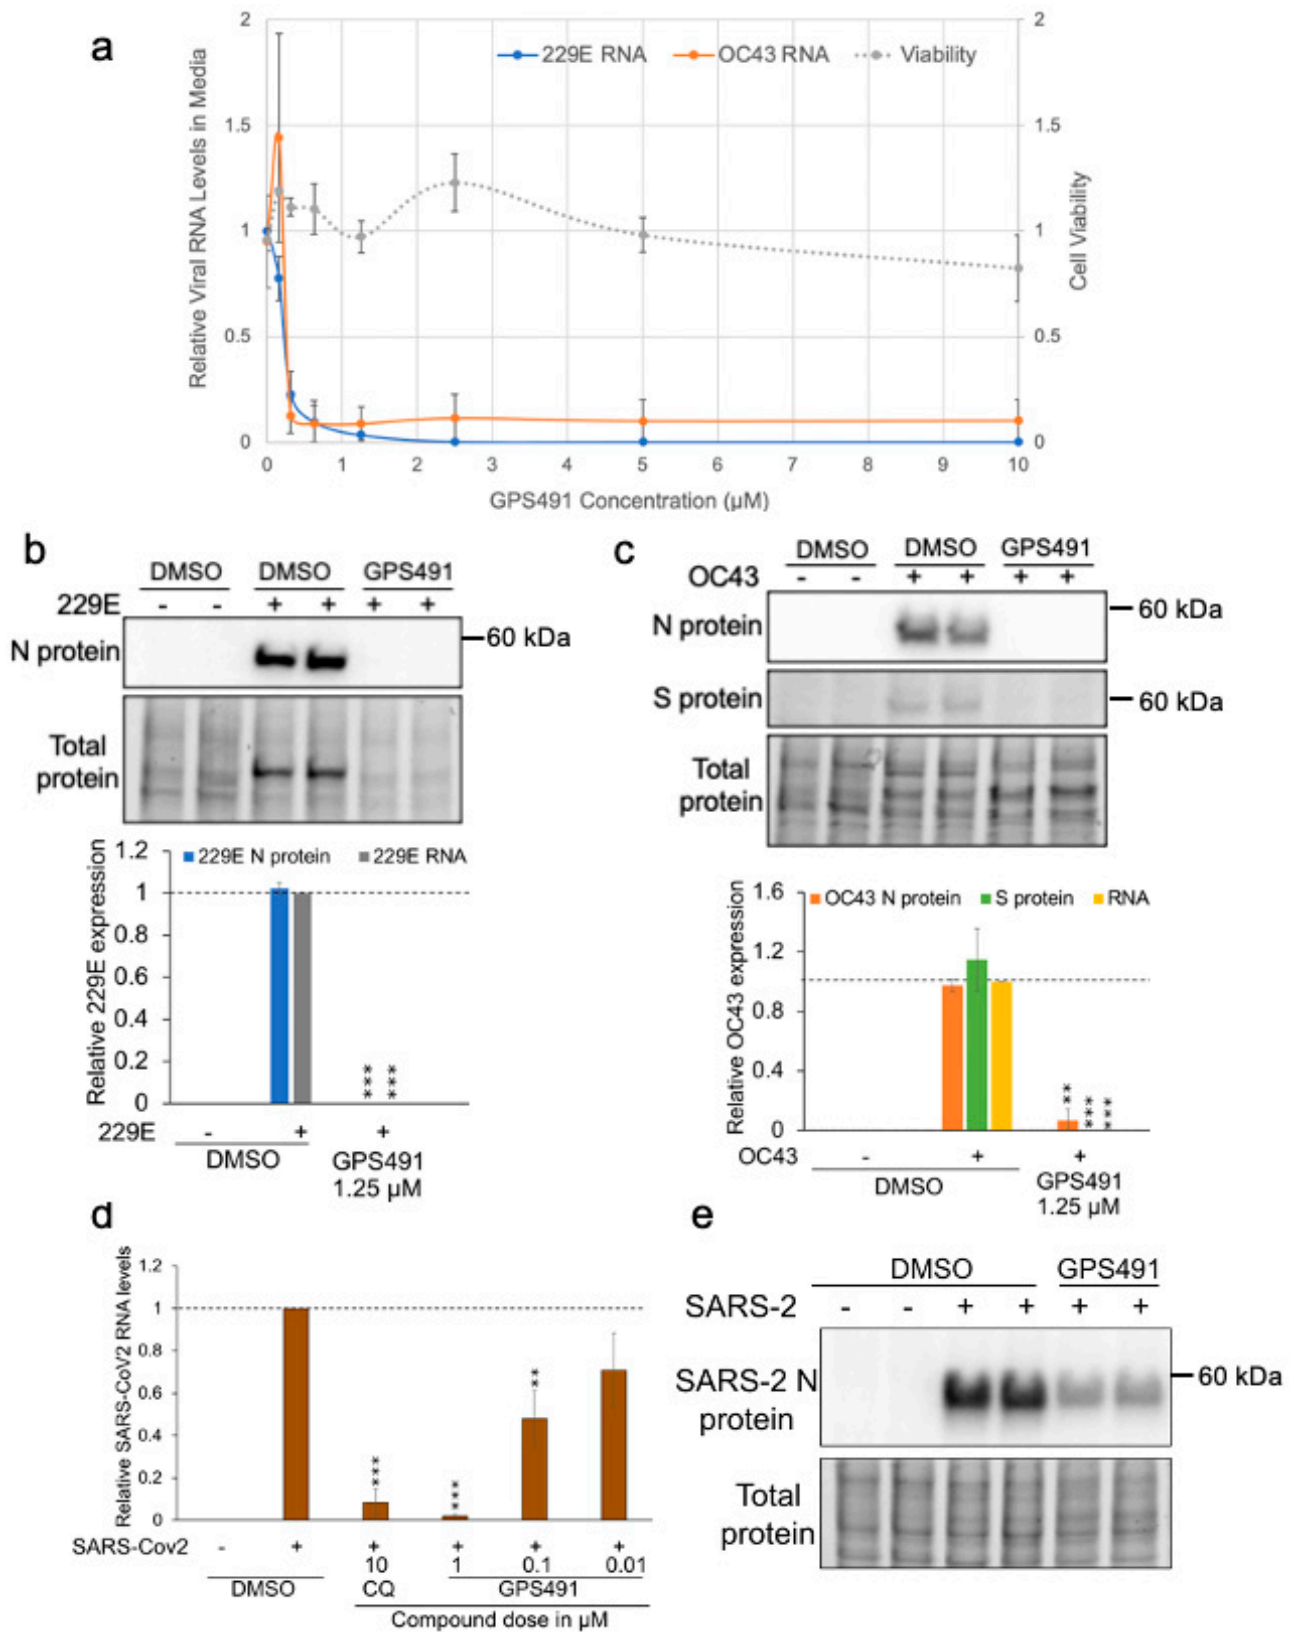 a
229E RNA OC43 RNA Viability
Relative Viral RNA Levels in Media
Cell Viability
2 2
1.5 1.5
1 1
0.5 0.5
0 0
0 1 2 3 4 5 6 7 8 9 10
GPS491 Concentration (µM)
b
DMSO DMSO GPS491
229E - - + + + +
N protein
60 kDa
Total
protein
Relative 229E expression
1.2
1
0.8
0.6
0.4
0.2
0
229E N protein 229E RNA
*** ***
229E - + +
DMSO GPS491
1.25 µM
c
DMSO DMSO GPS491
OC43 - - + + + +
N protein
60 kDa
S protein
60 kDa
Total
protein
Relative OC43 expression
1.6
1.2
0.8
0.4
0
OC43 N protein S protein RNA
** *** ***
OC43 - + +
DMSO GPS491
1.25 µM
d
Relative SARS-CoV2 RNA levels
1.2
1
0.8
0.6
0.4
0.2
0
*** *** **
SARS-Cov2 - + + + + +
10 1 0.1 0.01
DMSO CQ GPS491
Compound dose in µM
e
DMSO GPS491
SARS-2 - - + + + +
SARS-2 N
protein
60 kDa
Total
protein